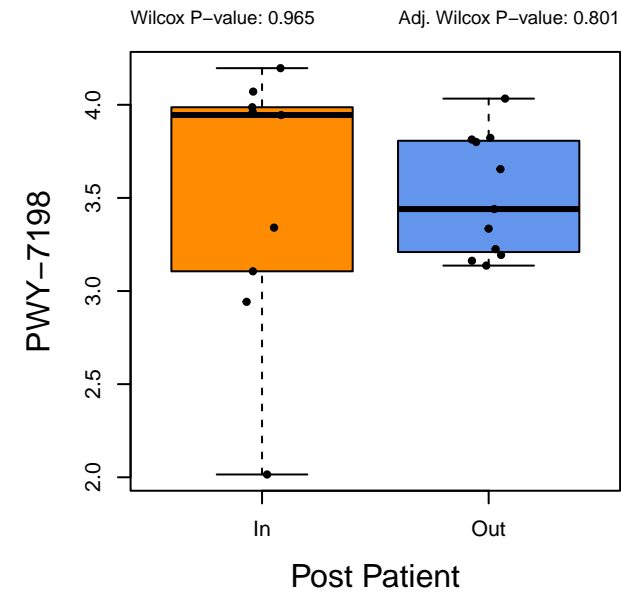 Wilcox P−value: 0.965 Adj. Wilcox P−value: 0.801
PWY−7198
4.0
3.5
3.0
2.5
2.0
In Out
Post Patient